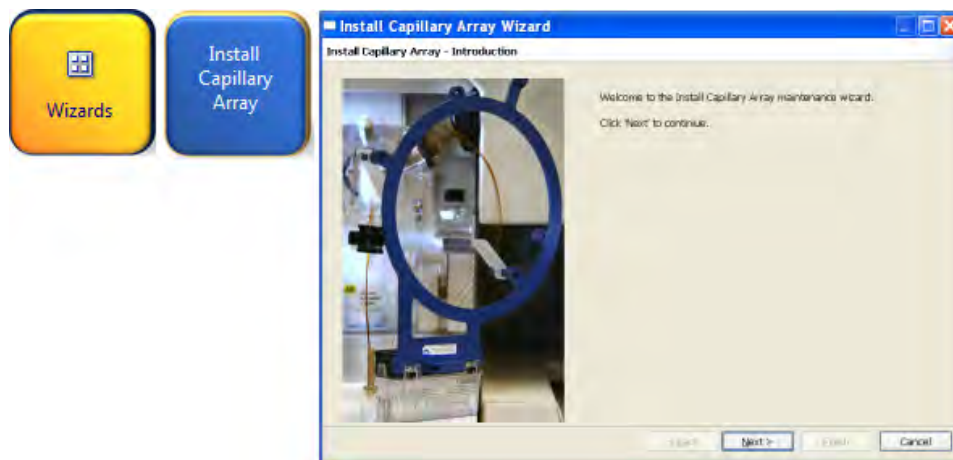 Wizards
Install
Capillary
Array
Install Capillary Array Wizard
Install Capillary Array - Introduction
Welcome to the Install Capillary Array maintenance wizard.
Click 'Next' to continue.
Next >
Cancel